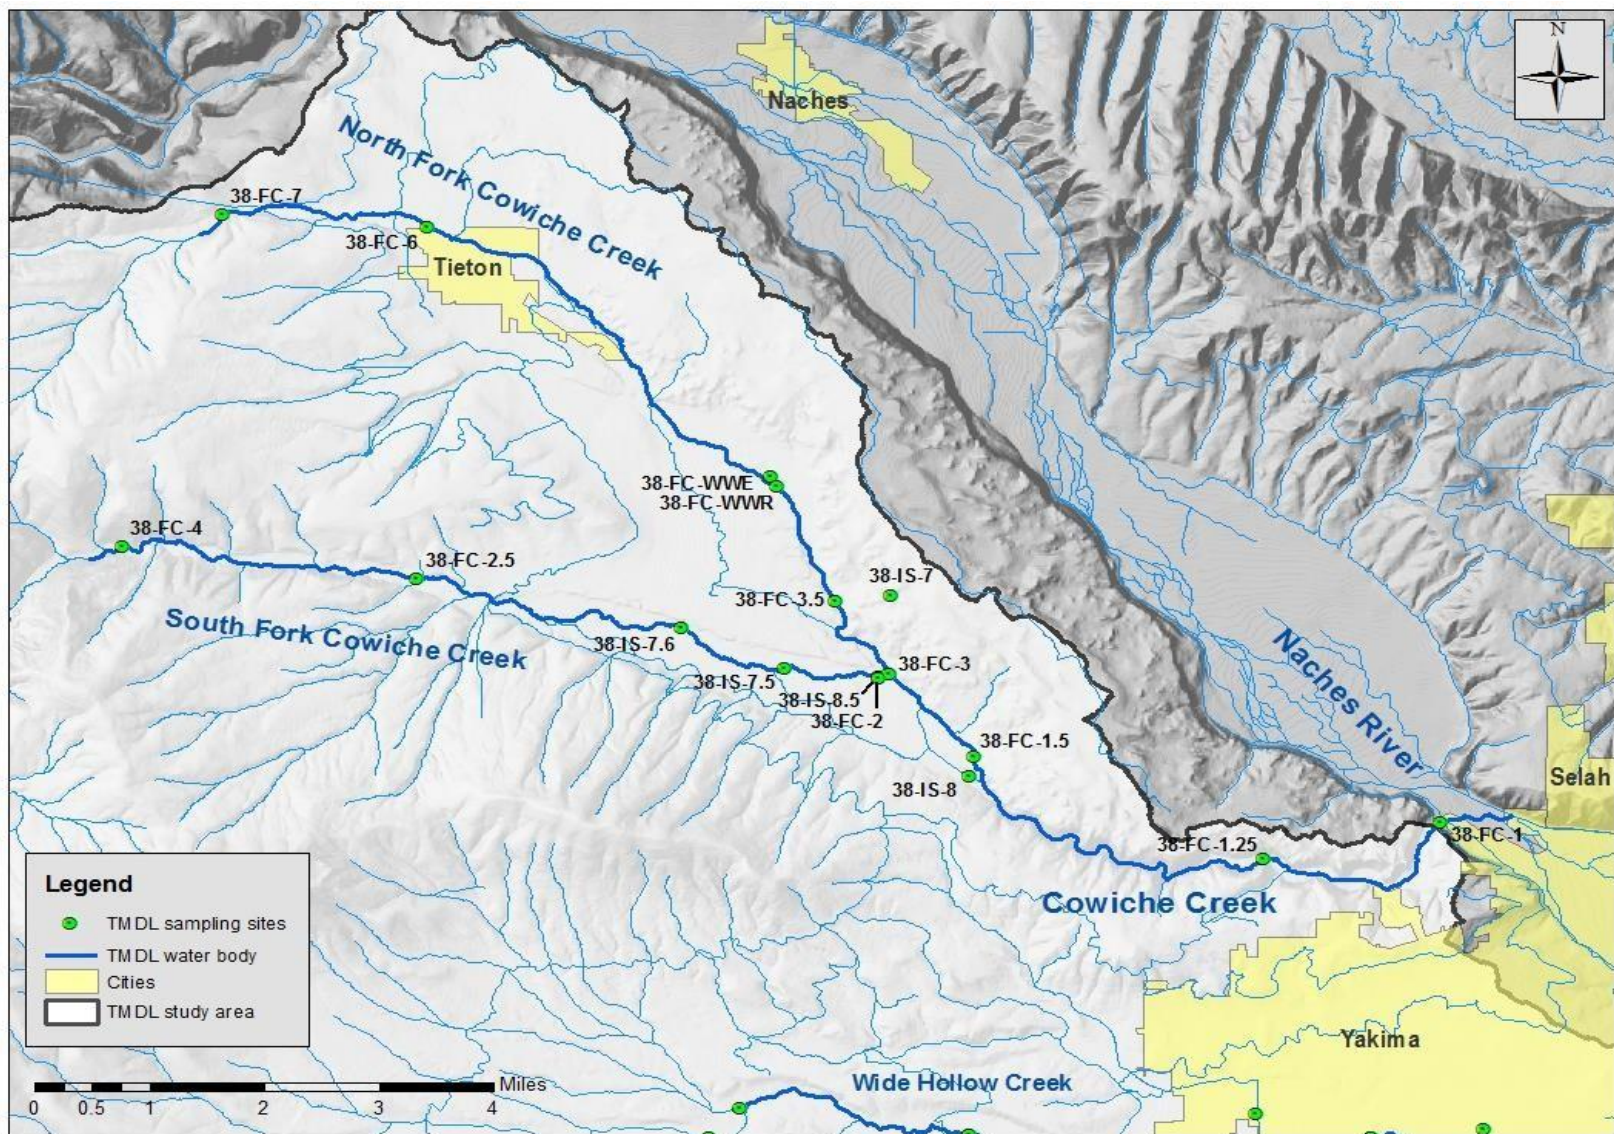 N
Naches
North Fork Cowiche Creek
38-FC-7
38-FC-6
Tieton
38-FC-WWE
38-FC-WWR
38-FC-4
38-FC-2.5
38-IS-7
38-FC-3.5
South Fork Cowiche Creek
38-IS-7.6
38-IS-7.5
38-FC-3
38-IS-8.5
38-FC-2
Naches River
38-FC-1.5
38-IS-8
Selah
38-FC-1
38-FC-1.25
Cowiche Creek
Legend
TMDL sampling sites
TMDL water body
Cities
TMDL study area
Yakima
Wide Hollow Creek
Miles
0 0.5 1 2 3 4